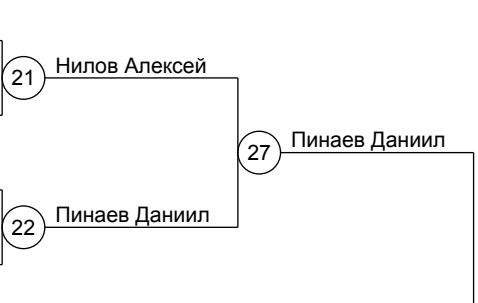 21 Нилов Алексей
27 Пинаев Даниил
22 Пинаев Даниил